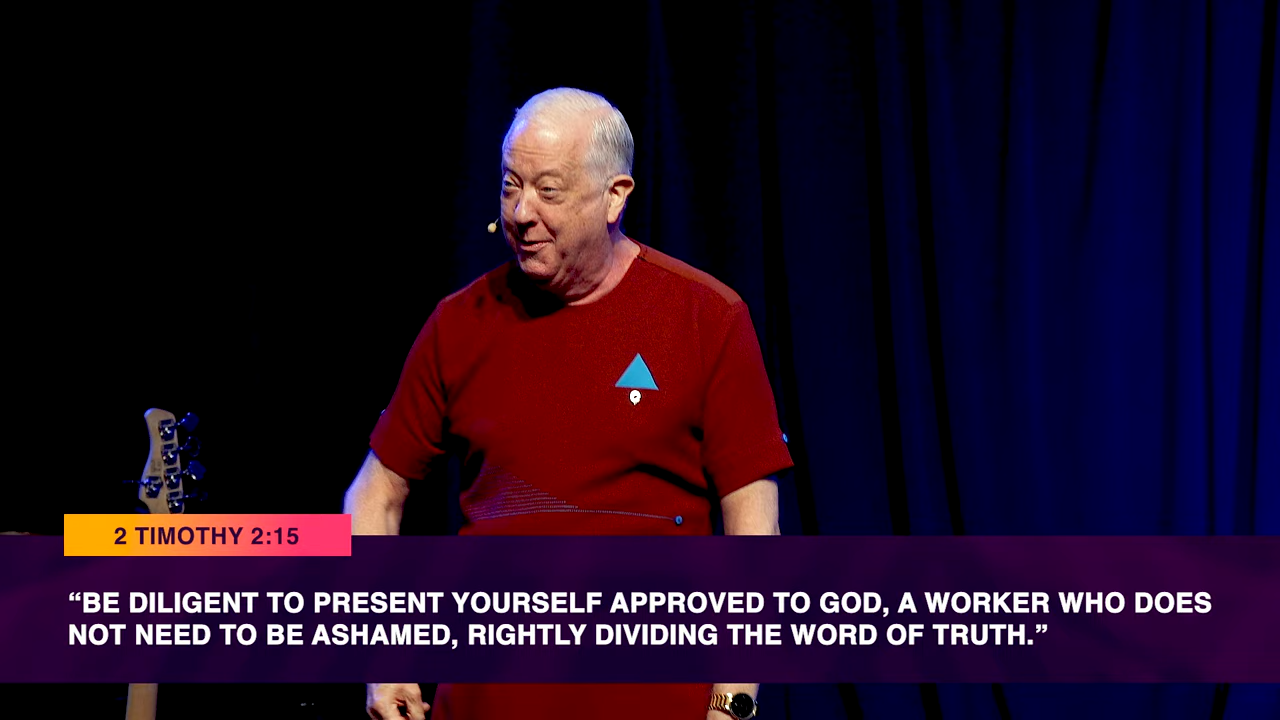 2 TIMOTHY 2:15
“BE DILIGENT TO PRESENT YOURSELF APPROVED TO GOD, A WORKER WHO DOES
NOT NEED TO BE ASHAMED, RIGHTLY DIVIDING THE WORD OF TRUTH.”